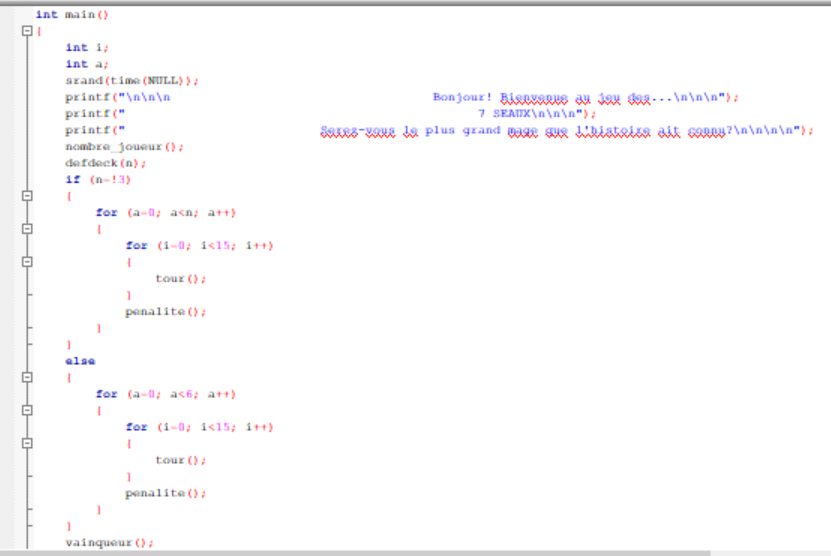 int main()
{
int i;
int a;
srand(time(NULL));
printf("\n\n\n Bonjour! Bienvenue au jeu des...\n\n\n");
printf(" 7 SEAUX\n\n\n");
printf(" Serez-vous le plus grand mage que l'histoire ait connu?\n\n\n\n");
nombre_joueur();
defdeck(n);
if (n=!3)
{
for (a=0; a<n; a++)
{
for (i=0; i<15; i++)
{
tour();
}
penalite();
}
}
else
{
for (a=0; a<6; a++)
{
for (i=0; i<15; i++)
{
tour();
}
penalite();
}
}
vainqueur();